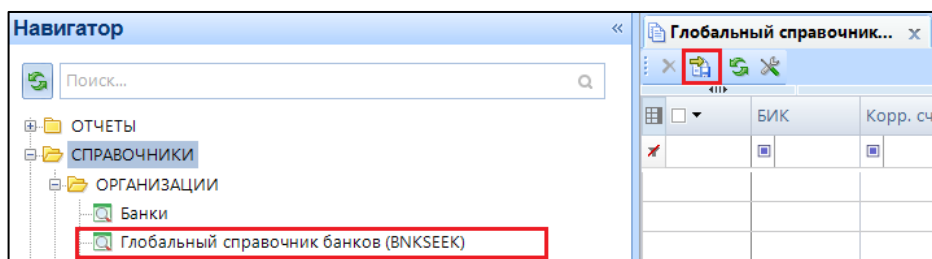 Навигатор
Поиск...
ОТЧЕТЫ
СПРАВОЧНИКИ
ОРГАНИЗАЦИИ
Банки
Глобальный справочник банков (BNKSEEK)
Глобальный справочник...
БИК
Корр. сч